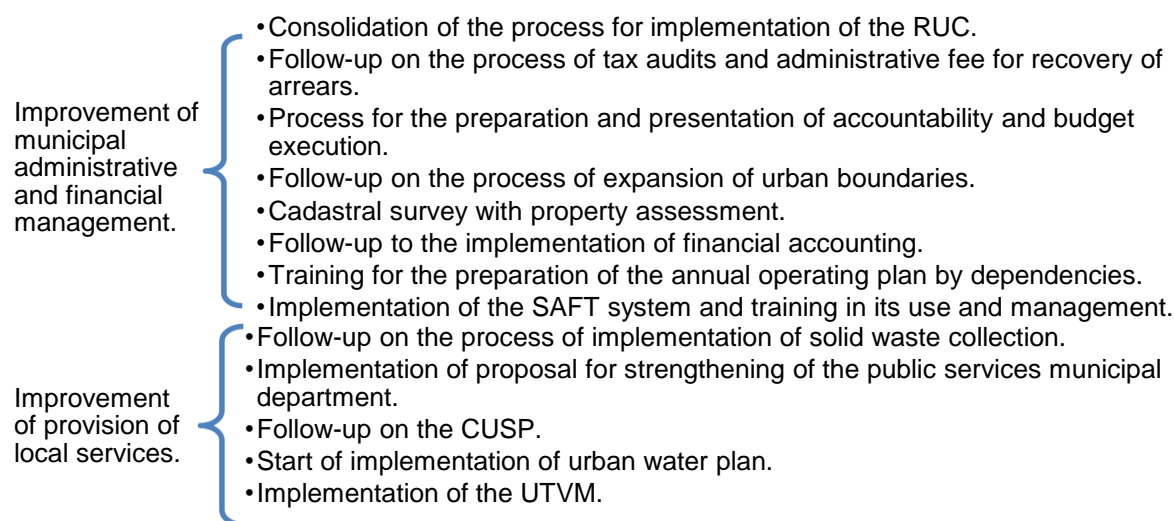 Improvement of
municipal
administrative
and financial
management.
•Consolidation of the process for implementation of the RUC.
•Follow-up on the process of tax audits and administrative fee for recovery of
arrears.
•Process for the preparation and presentation of accountability and budget
execution.
•Follow-up on the process of expansion of urban boundaries.
•Cadastral survey with property assessment.
•Follow-up to the implementation of financial accounting.
•Training for the preparation of the annual operating plan by dependencies.
•Implementation of the SAFT system and training in its use and management.
Improvement
of provision of
local services.
•Follow-up on the process of implementation of solid waste collection.
•Implementation of proposal for strengthening of the public services municipal
department.
•Follow-up on the CUSP.
•Start of implementation of urban water plan.
•Implementation of the UTVM.